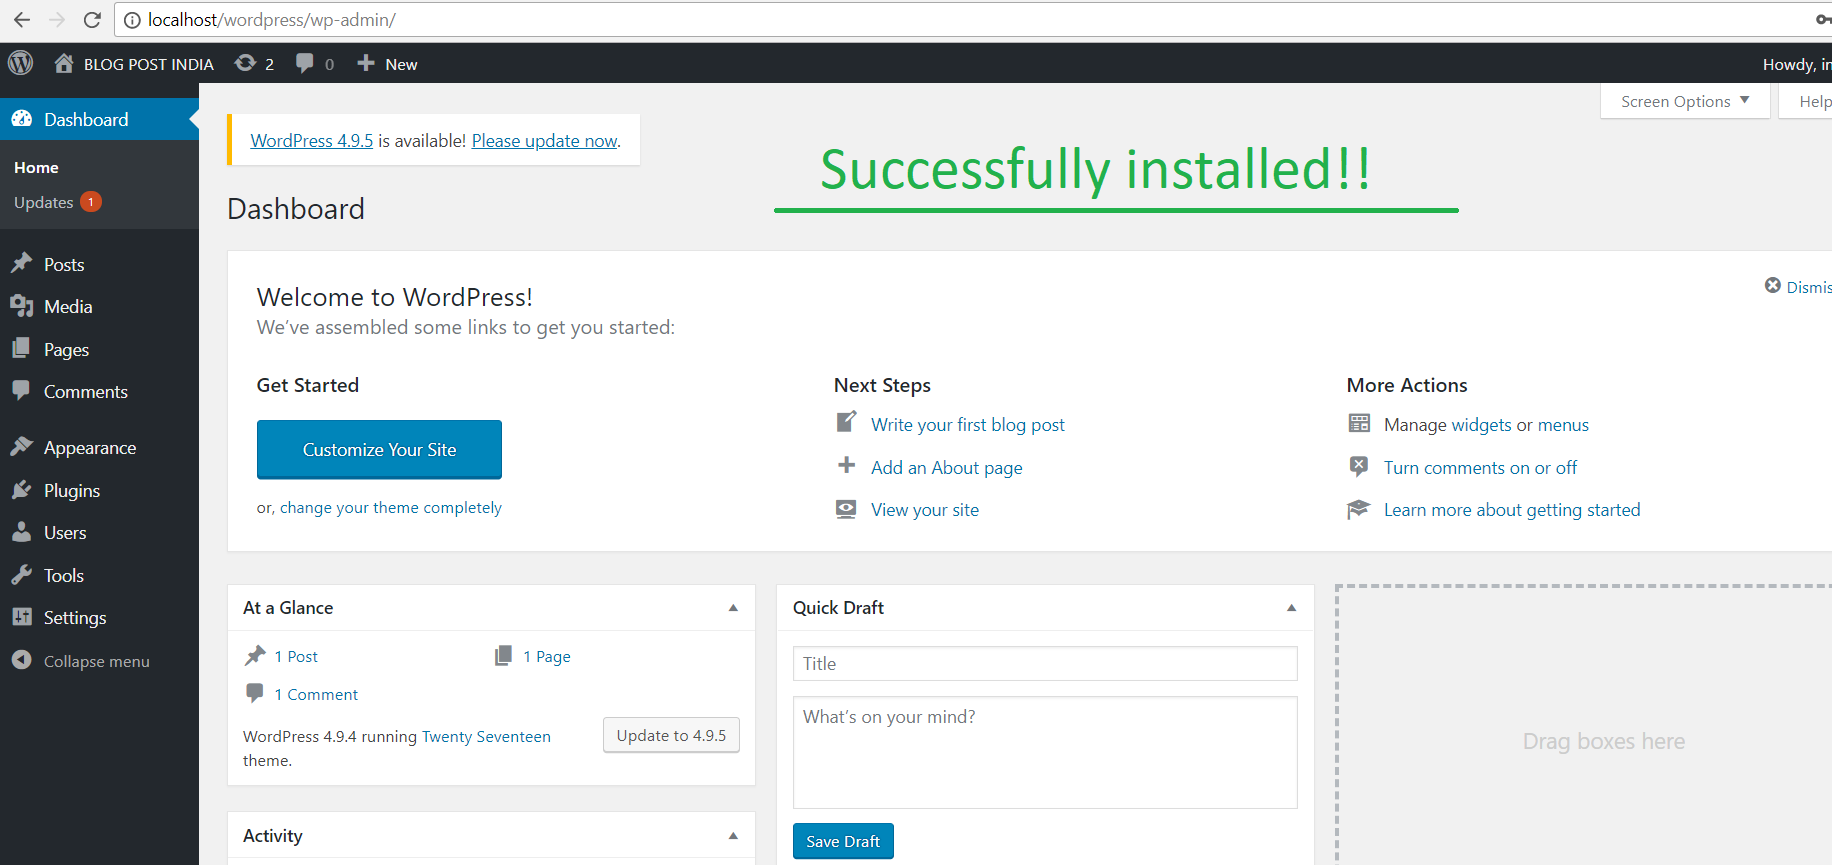 localhost/wordpress/wp-admin/
BLOG POST INDIA 2 0 New Howdy, in
Screen Options Help
Dashboard
Home
Updates 1
Posts
Media
Pages
Comments
Appearance
Plugins
Users
Tools
Settings
Collapse menu
WordPress 4.9.5 is available! Please update now.
Successfully installed!!
Dashboard
Welcome to WordPress!
Dismis
We've assembled some links to get you started:
Get Started
Customize Your Site
or, change your theme completely
Next Steps
Write your first blog post
Add an About page
View your site
More Actions
Manage widgets or menus
Turn comments on or off
Learn more about getting started
At a Glance
1 Post 1 Page
1 Comment
WordPress 4.9.4 running Twenty Seventeen
theme.
Update to 4.9.5
Activity
Quick Draft
Title
What's on your mind?
Save Draft
Drag boxes here